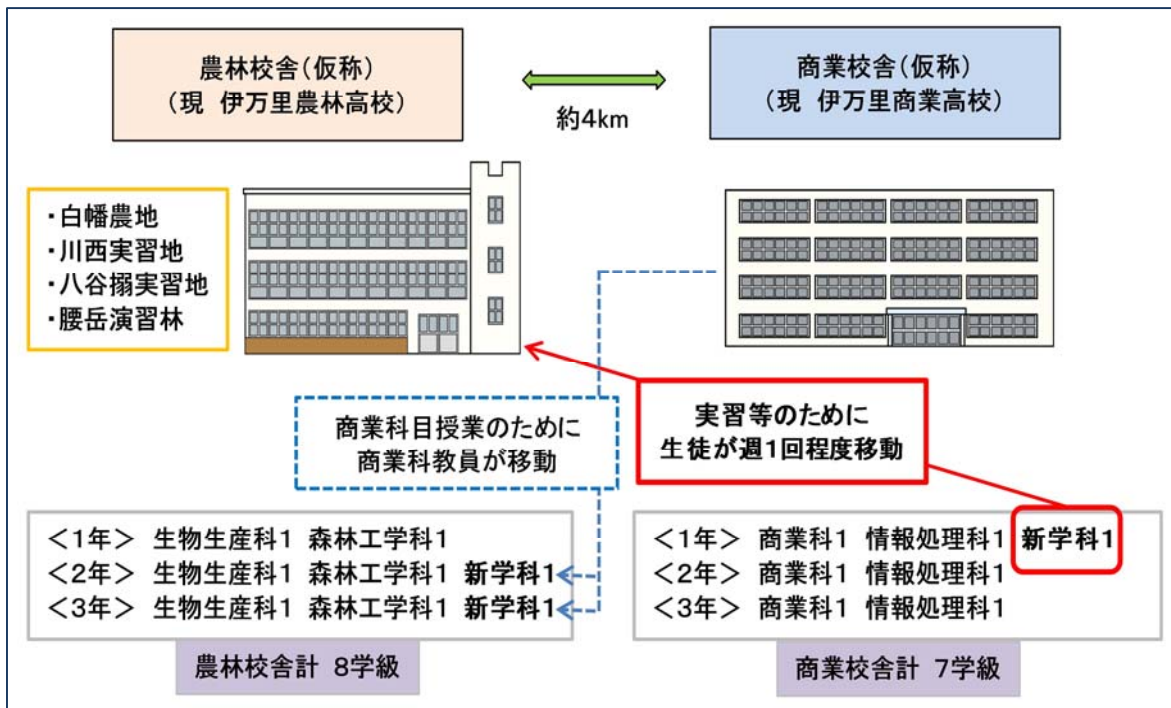 農林校舎(仮称)
(現 伊万里農林高校)
約4km
商業校舎(仮称)
(現 伊万里商業高校)
・白幡農地
・川西実習地
・八谷搦実習地
・腰岳演習林
商業科目授業のために
商業科教員が移動
実習等のために
生徒が週1回程度移動
<1年> 生物生産科1 森林工学科1
<2年> 生物生産科1 森林工学科1 新学科1
<3年> 生物生産科1 森林工学科1 新学科1
農林校舎計 8学級
<1年> 商業科1 情報処理科1 新学科1
<2年> 商業科1 情報処理科1
<3年> 商業科1 情報処理科1
商業校舎計 7学級